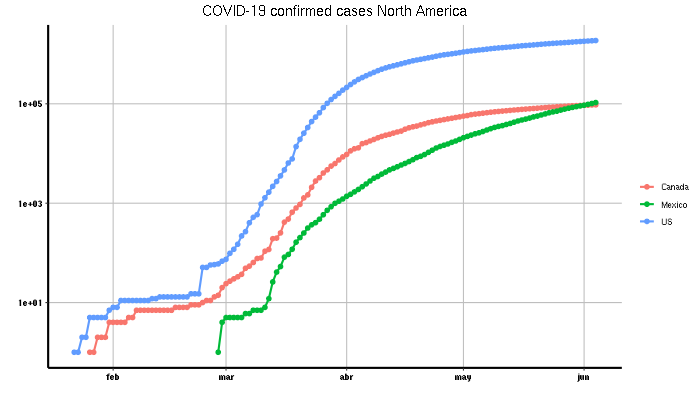 COVID-19 confirmed cases North America
1e+05
1e+03
1e+01
feb mar abr may jun
Canada
Mexico
US